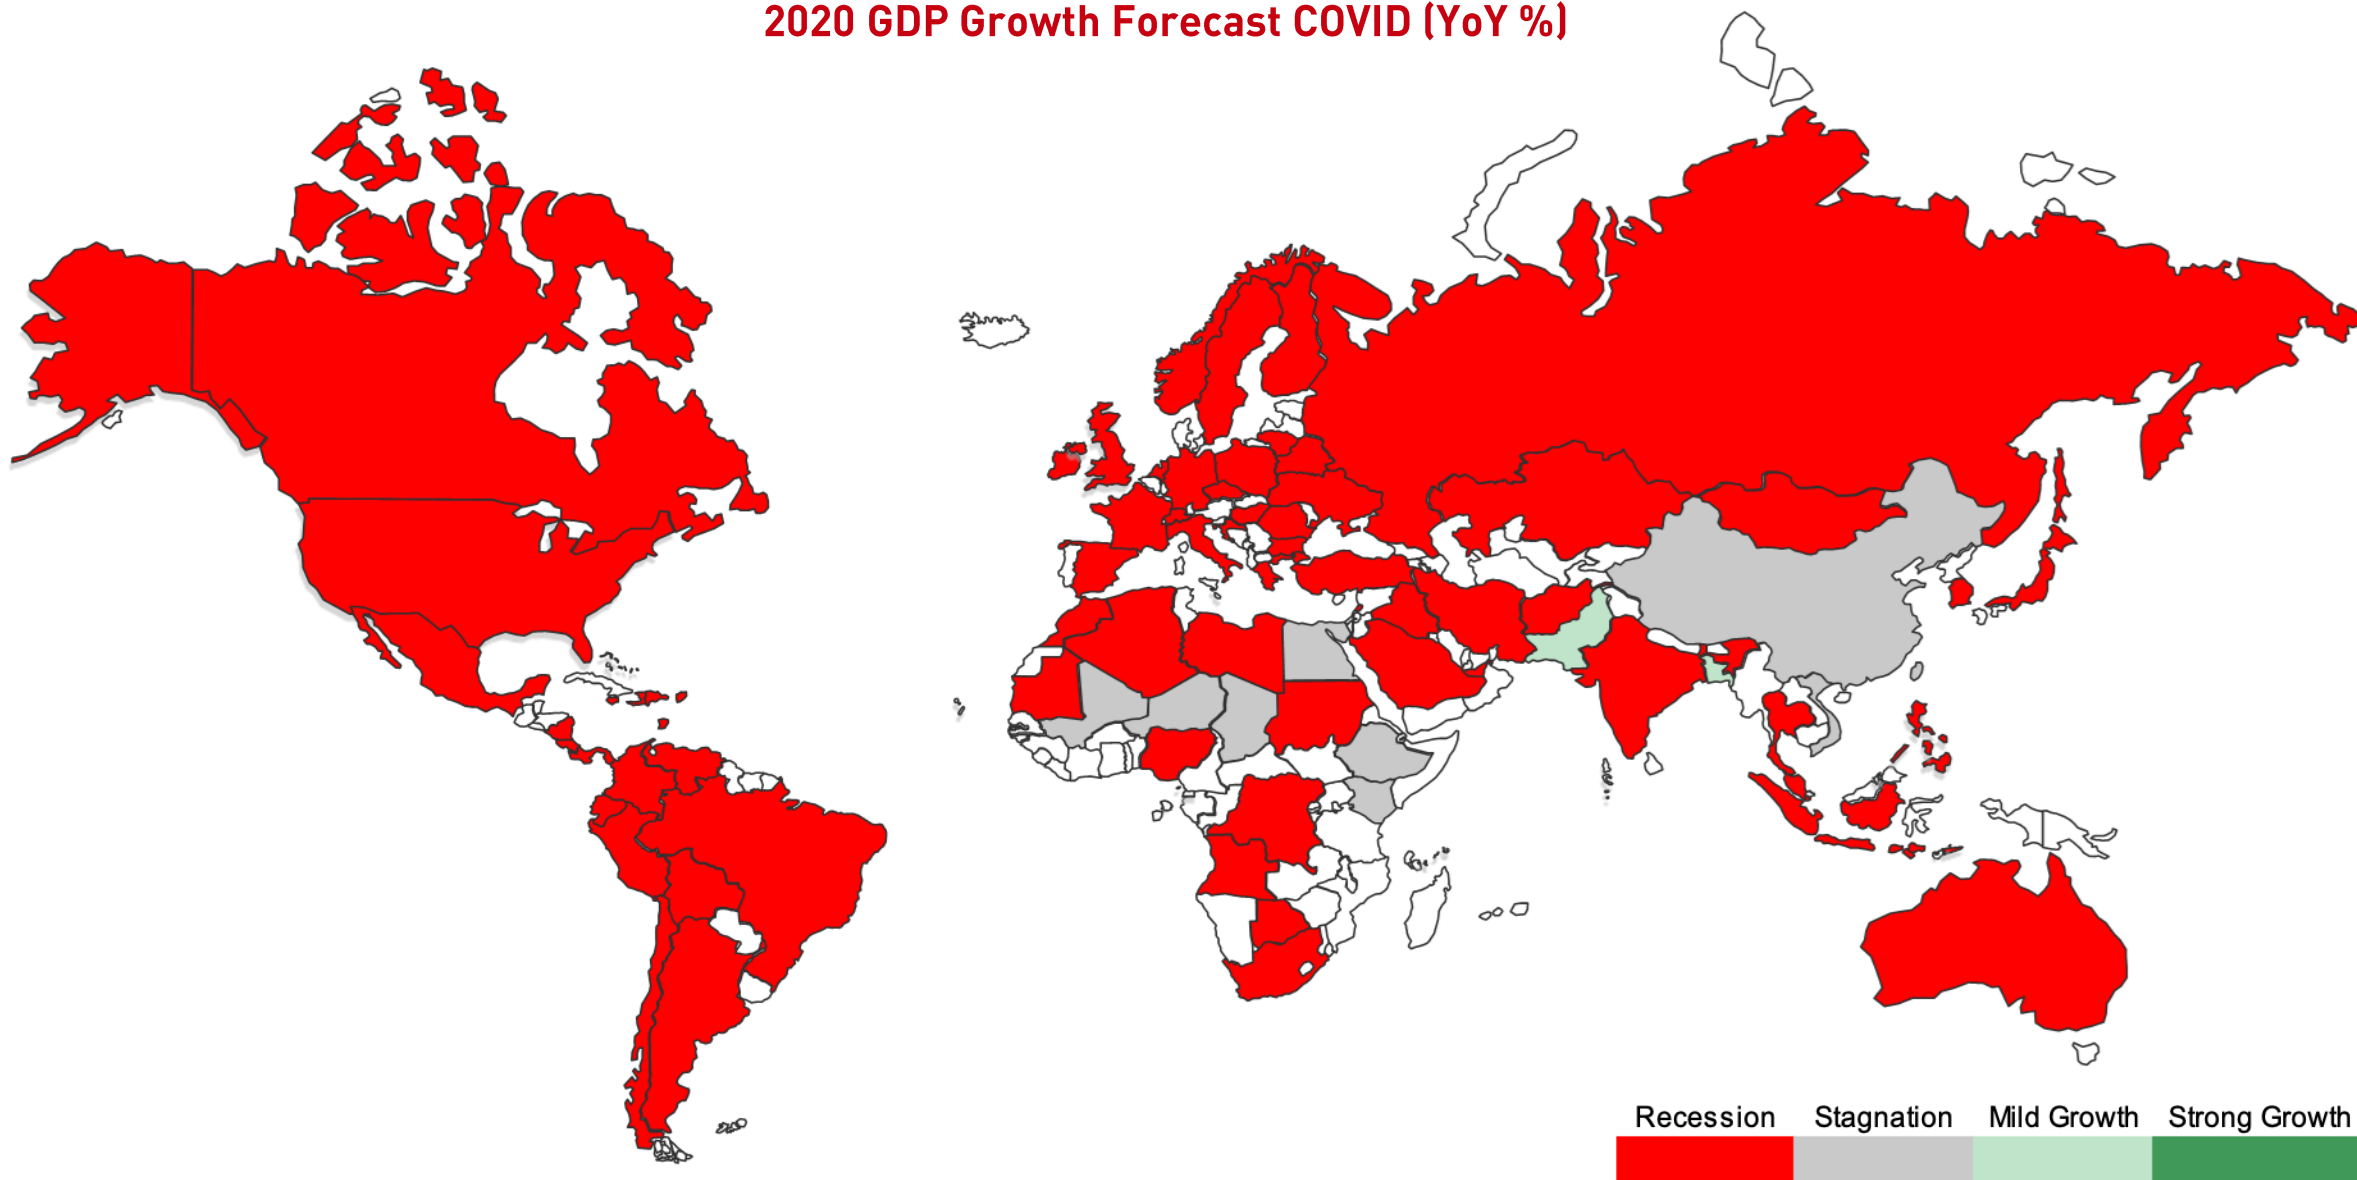 2020 GDP Growth Forecast COVID (YoY %)
Recession Stagnation Mild Growth Strong Growth